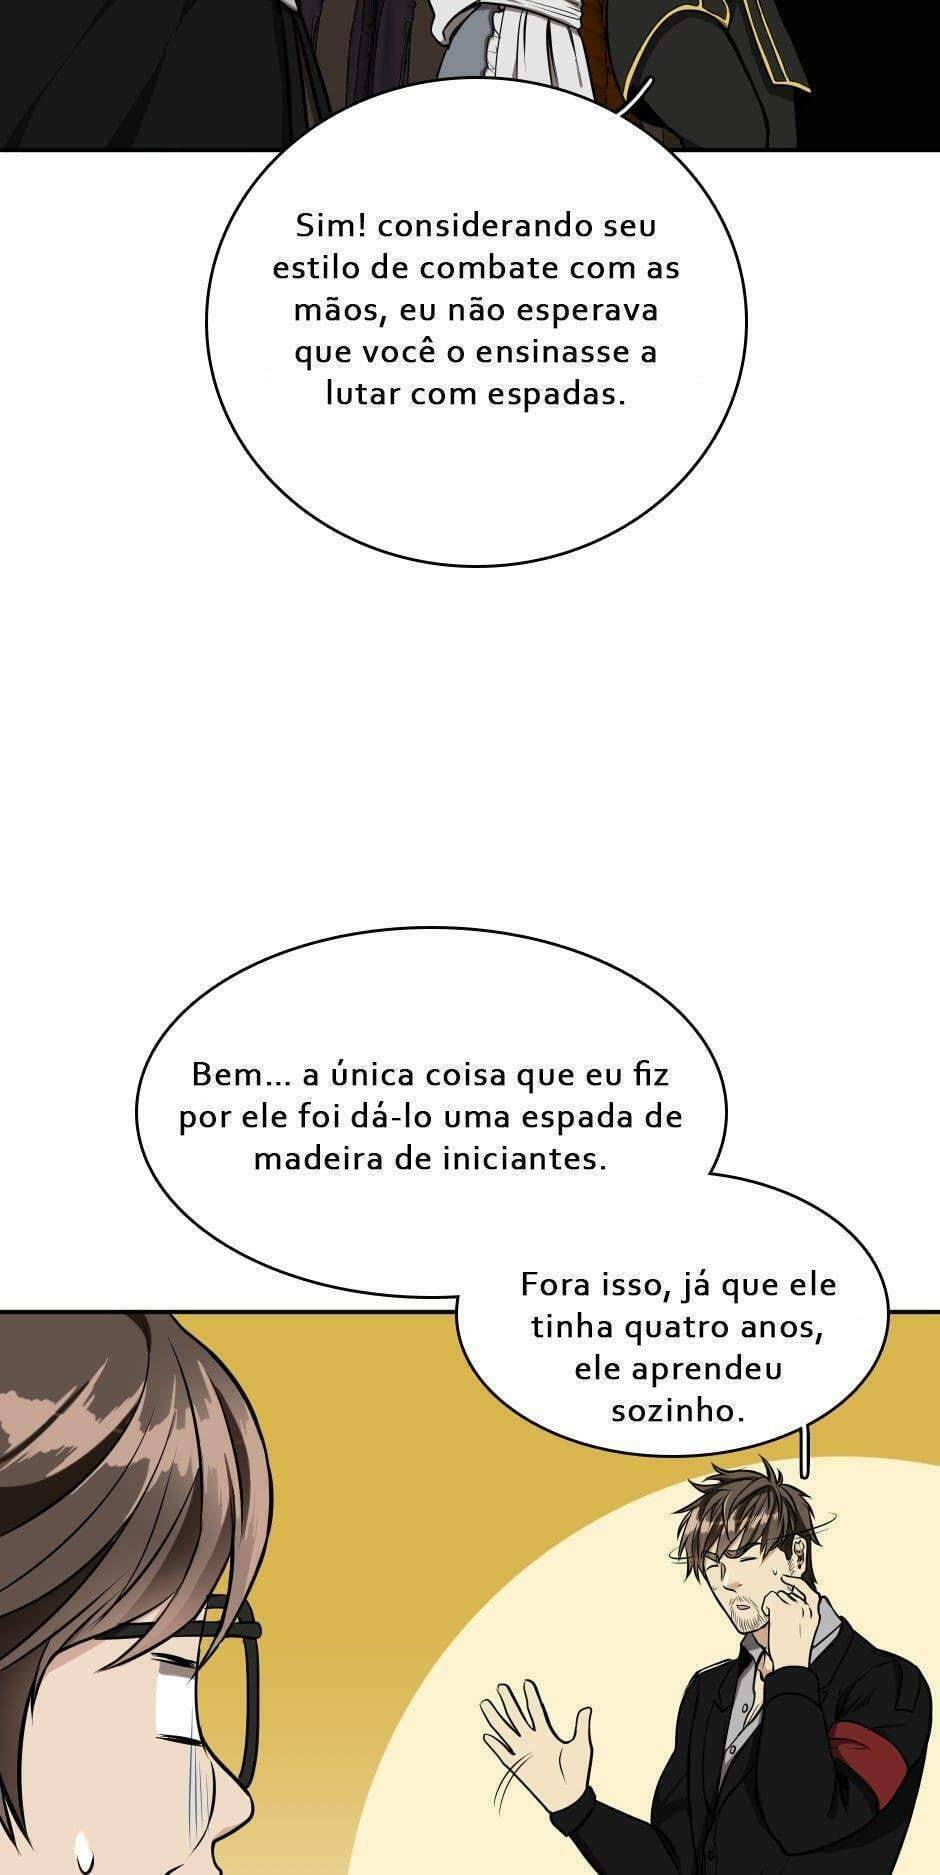 Sim! considerando seu
estilo de combate com as
mãos, eu não esperava
que você o ensinasse a
lutar com espadas.
Bem... a única coisa que eu fiz
por ele foi dá-lo uma espada de
madeira de iniciantes.
Fora isso, já que ele
tinha quatro anos,
ele aprendeu
sozinho.